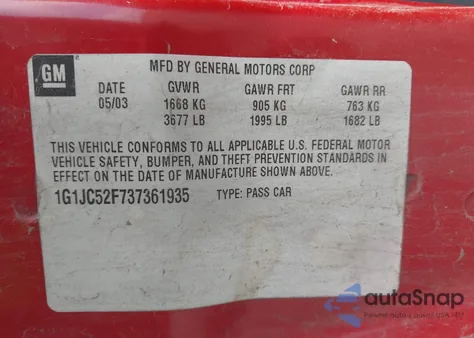 GM
MFD BY GENERAL MOTORS CORP
DATE GVWR GAWR FRT GAWR RR
05/03 1668 KG 905 KG 763 KG
3677 LB 1995 LB 1682 LB
THIS VEHICLE CONFORMS TO ALL APPLICABLE U.S. FEDERAL MOTOR
VEHICLE SAFETY, BUMPER, AND THEFT PREVENTION STANDARDS IN
EFFECT ON THE DATE OF MANUFACTURE SHOWN ABOVE.
1G1JC52F737361935 TYPE: PASS CAR
autoSnap